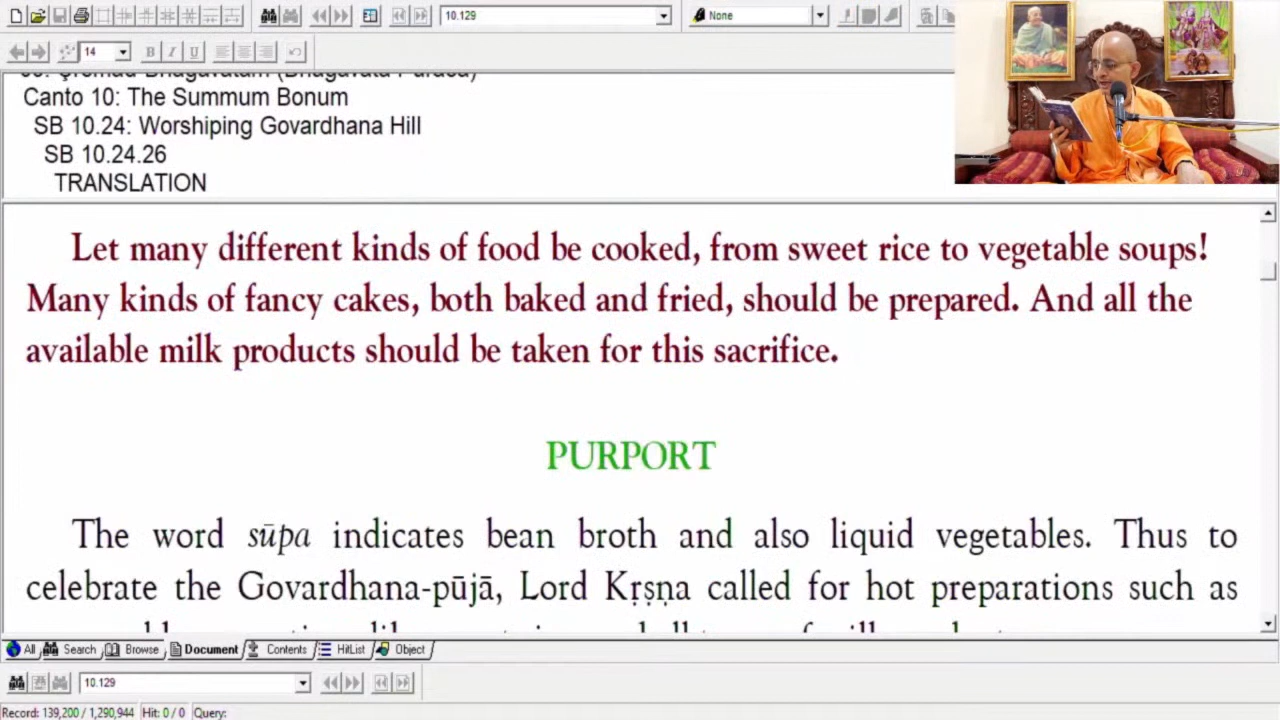 10.129
None
14
B I U
Canto 10: The Summum Bonum
SB 10.24: Worshiping Govardhana Hill
SB 10.24.26
TRANSLATION
Let many different kinds of food be cooked, from sweet rice to vegetable soups!
Many kinds of fancy cakes, both baked and fried, should be prepared. And all the
available milk products should be taken for this sacrifice.
PURPORT
The word sūpa indicates bean broth and also liquid vegetables. Thus to
celebrate the Govardhana-pūjā, Lord Kṛṣṇa called for hot preparations such as
All Search Browse Document Contents HitList Object
10.129
Record: 139,200 / 1,290,944 Hit: 0 / 0 Query: